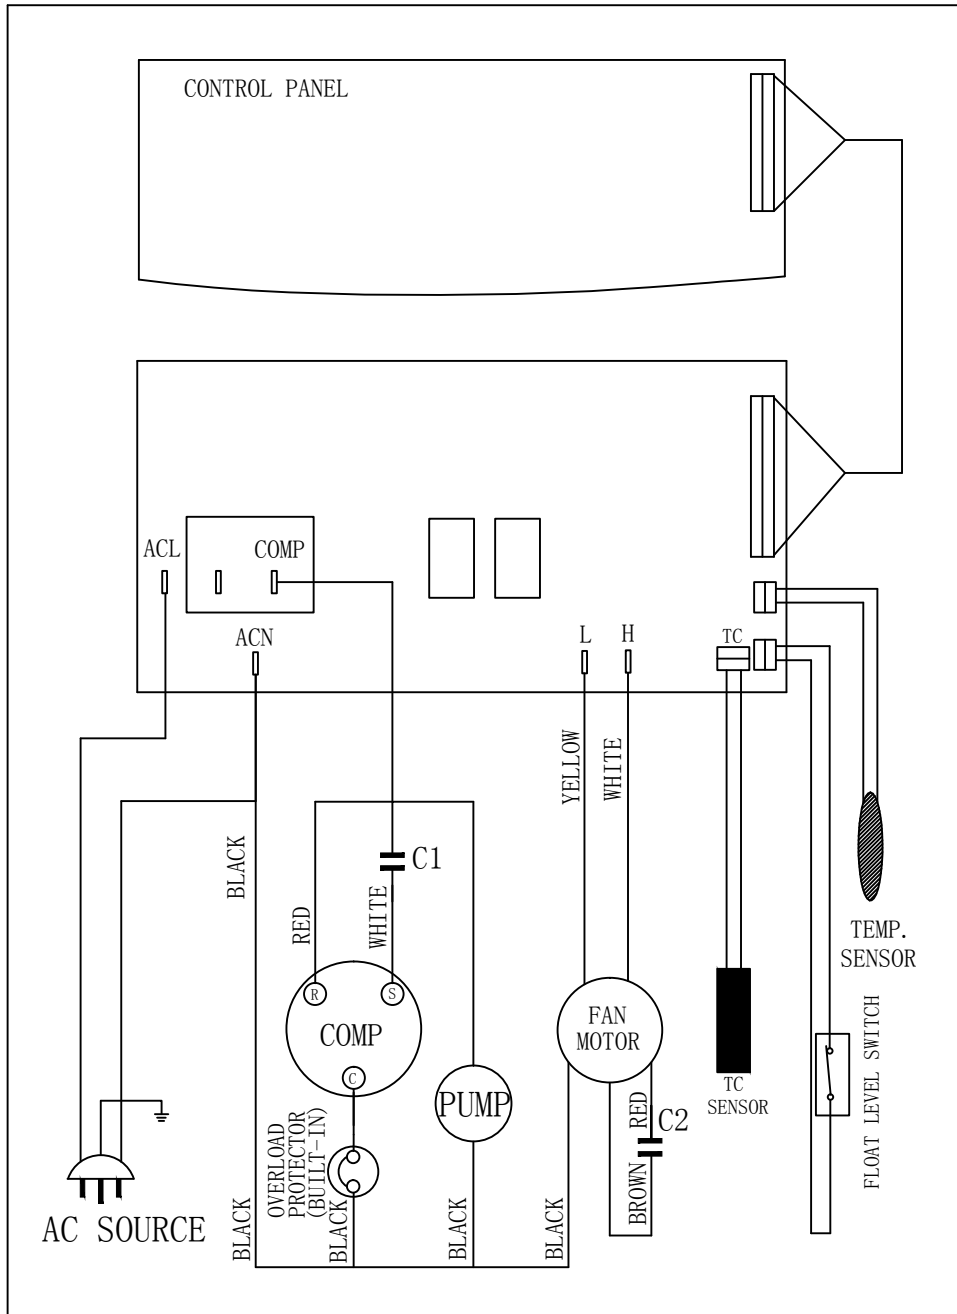 CONTROL PANEL
ACL
COMP
ACN
L
H
TC
YELLOW
WHITE
BLACK
RED
WHITE
C1
R
S
COMP
C
FAN
MOTOR
TEMP.
SENSOR
PUMP
TC
SENSOR
FLOAT LEVEL SWITCH
RED
C2
BROWN
OVERLOAD
PROTECTOR
(BUILT-IN)
AC SOURCE
BLACK
BLACK
BLACK
BLACK